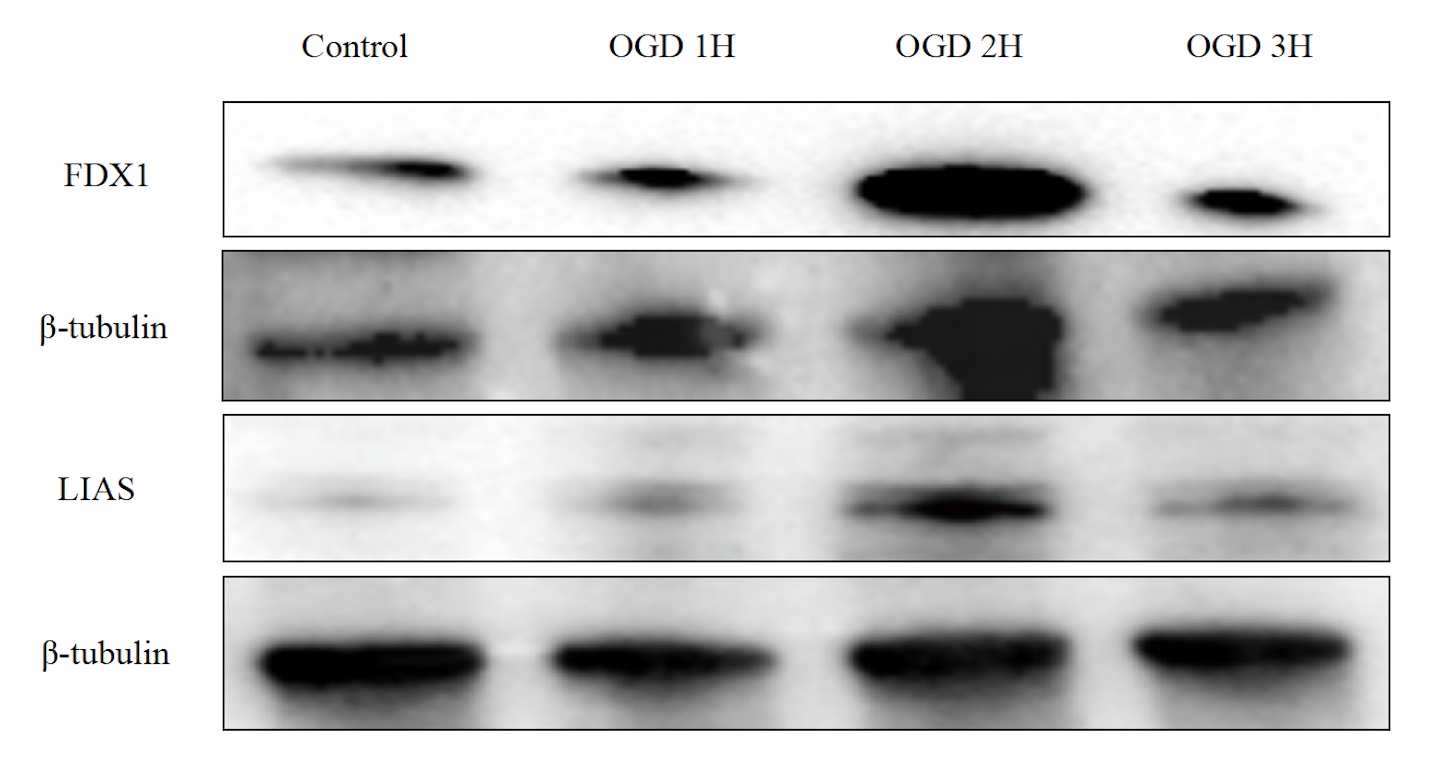 Control OGD 1H OGD 2H OGD 3H
FDX1
β-tubulin
LIAS
β-tubulin